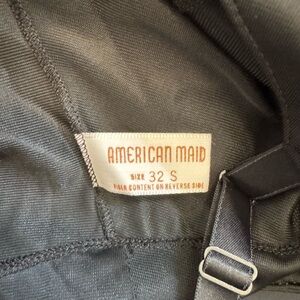 AMERICAN MAID
SIZE 32 S
FIBER CONTENT ON REVERSE SIDE